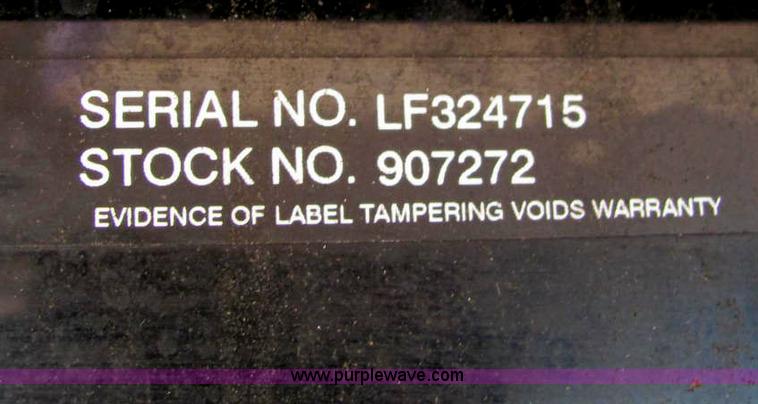 SERIAL NO. LF324715
STOCK NO. 907272
EVIDENCE OF LABEL TAMPERING VOIDS WARRANTY
www.purplewave.com